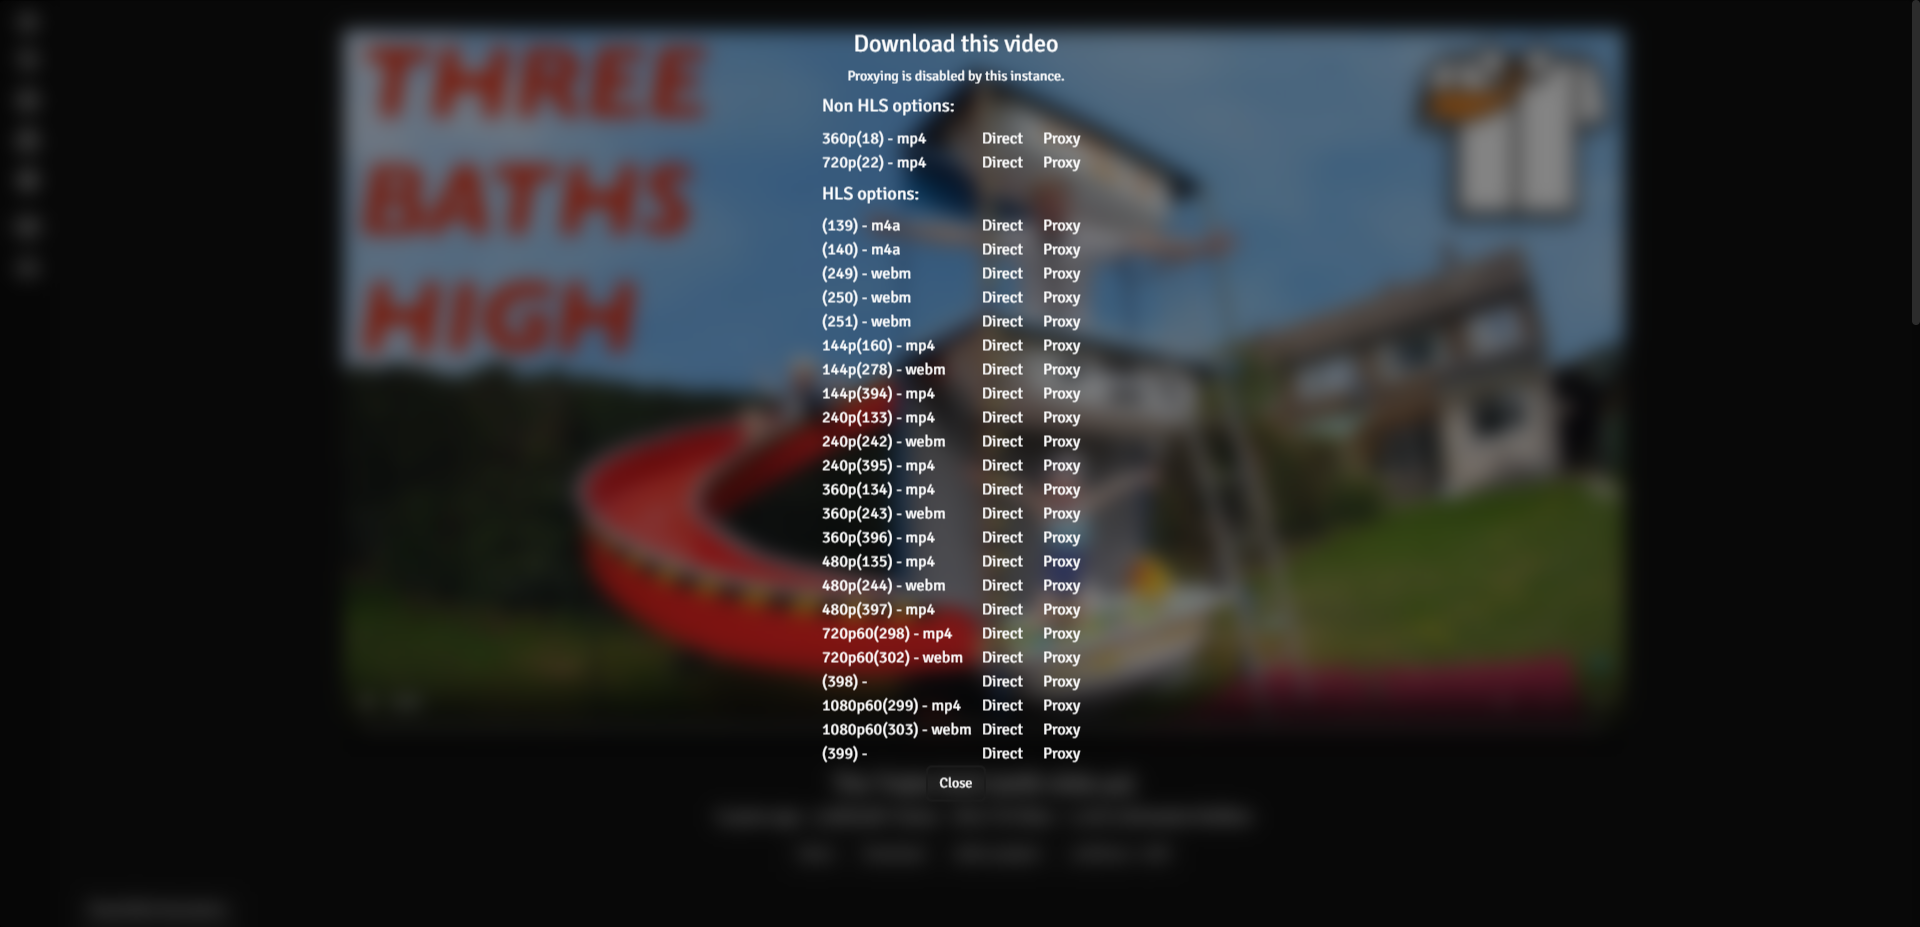 Download this video
Proxying is disabled by this instance.
Non HLS options:
360p(18) - mp4 Direct Proxy
720p(22) - mp4 Direct Proxy
HLS options:
(139) - m4a Direct Proxy
(140) - m4a Direct Proxy
(249) - webm Direct Proxy
(250) - webm Direct Proxy
(251) - webm Direct Proxy
144p(160) - mp4 Direct Proxy
144p(278) - webm Direct Proxy
144p(394) - mp4 Direct Proxy
240p(133) - mp4 Direct Proxy
240p(242) - webm Direct Proxy
240p(395) - mp4 Direct Proxy
360p(134) - mp4 Direct Proxy
360p(243) - webm Direct Proxy
360p(396) - mp4 Direct Proxy
480p(135) - mp4 Direct Proxy
480p(244) - webm Direct Proxy
480p(397) - mp4 Direct Proxy
720p60(298) - mp4 Direct Proxy
720p60(302) - webm Direct Proxy
(398) - Direct Proxy
1080p60(299) - mp4 Direct Proxy
1080p60(303) - webm Direct Proxy
(399) - Direct Proxy
Close
THREE
BATHS
HIGH